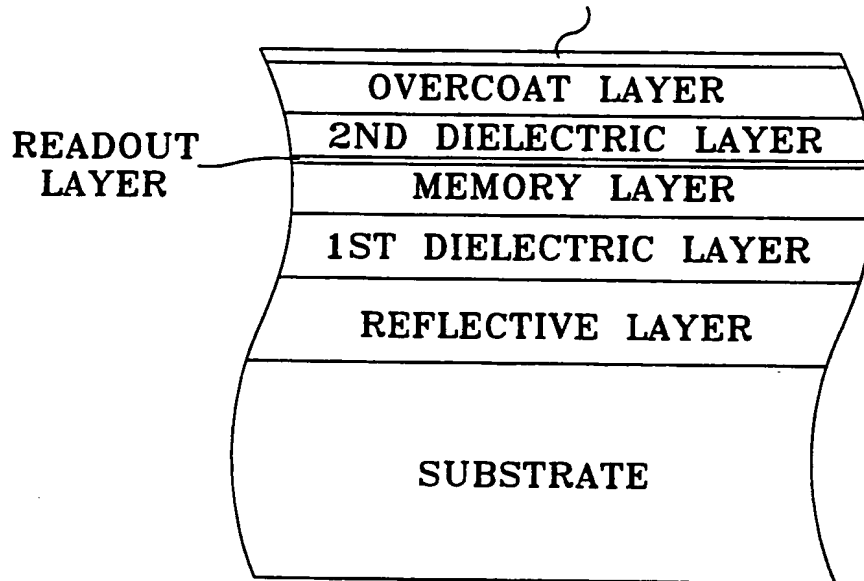 OVERCOAT LAYER
2ND DIELECTRIC LAYER
READOUT
LAYER
MEMORY LAYER
1ST DIELECTRIC LAYER
REFLECTIVE LAYER
SUBSTRATE